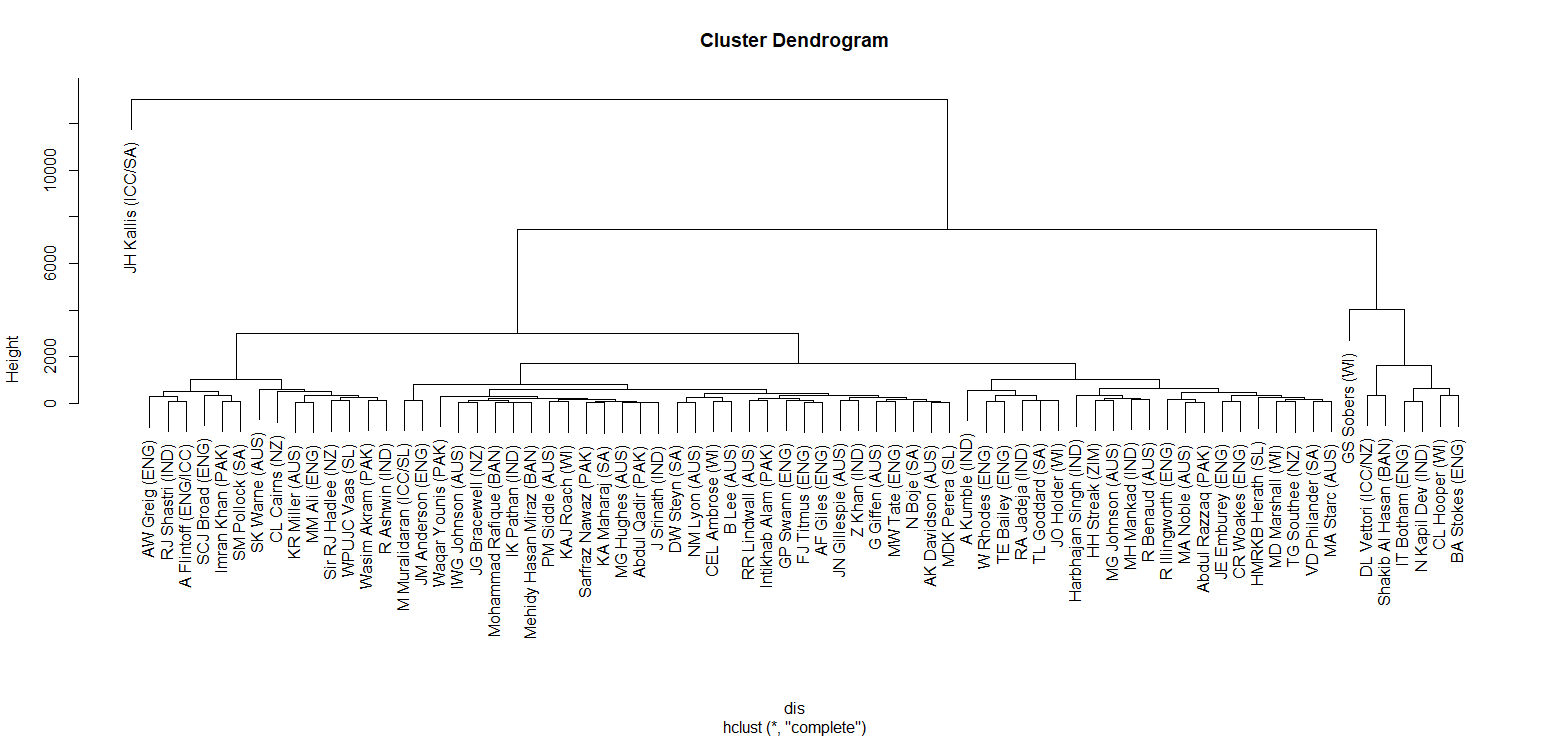 Cluster Dendrogram
Height
0
2000
6000
10000
JH Kallis (ICC/SA)
AW Greig (ENG)
RJ Shastri (IND)
A Flintoff (ENG/ICC)
SCJ Broad (ENG)
Imran Khan (PAK)
SM Pollock (SA)
SK Warne (AUS)
CL Cairns (NZ)
KR Miller (AUS)
MM Ali (ENG)
Sir RJ Hadlee (NZ)
WPUJC Vaas (SL)
Wasim Akram (PAK)
R Ashwin (IND)
M Muralidaran (ICC/SL)
JM Anderson (ENG)
Waqar Younis (PAK)
IWG Johnson (AUS)
JG Bracewell (NZ)
Mohammad Rafique (BAN)
IK Pathan (IND)
Mehidy Hasan Miraz (BAN)
PM Siddle (AUS)
KAJ Roach (WI)
Sarfraz Nawaz (PAK)
KA Maharaj (SA)
MG Hughes (AUS)
Abdul Qadir (PAK)
J Srinath (IND)
DW Steyn (SA)
NM Lyon (AUS)
CEL Ambrose (WI)
B Lee (AUS)
RR Lindwall (AUS)
Intikhab Alam (PAK)
GP Swann (ENG)
FJ Titmus (ENG)
AF Giles (ENG)
JN Gillespie (AUS)
Z Khan (IND)
G Giffen (AUS)
MW Tate (ENG)
N Boje (SA)
AK Davidson (AUS)
MDK Perera (SL)
A Kumble (IND)
W Rhodes (ENG)
TE Bailey (ENG)
RA Jadeja (IND)
TL Goddard (SA)
JO Holder (WI)
Harbhajan Singh (IND)
HH Streak (ZIM)
MG Johnson (AUS)
MH Mankad (IND)
R Benaud (AUS)
R Illingworth (ENG)
MA Noble (AUS)
Abdul Razzaq (PAK)
JE Emburey (ENG)
CR Woakes (ENG)
HMRKB Herath (SL)
MD Marshall (WI)
TG Southee (NZ)
VD Philander (SA)
MA Starc (AUS)
GS Sobers (WI)
DL Vettori (ICC/NZ)
Shakib Al Hasan (BAN)
IT Botham (ENG)
N Kapil Dev (IND)
CL Hooper (WI)
BA Stokes (ENG)
dis
hclust (*, "complete")